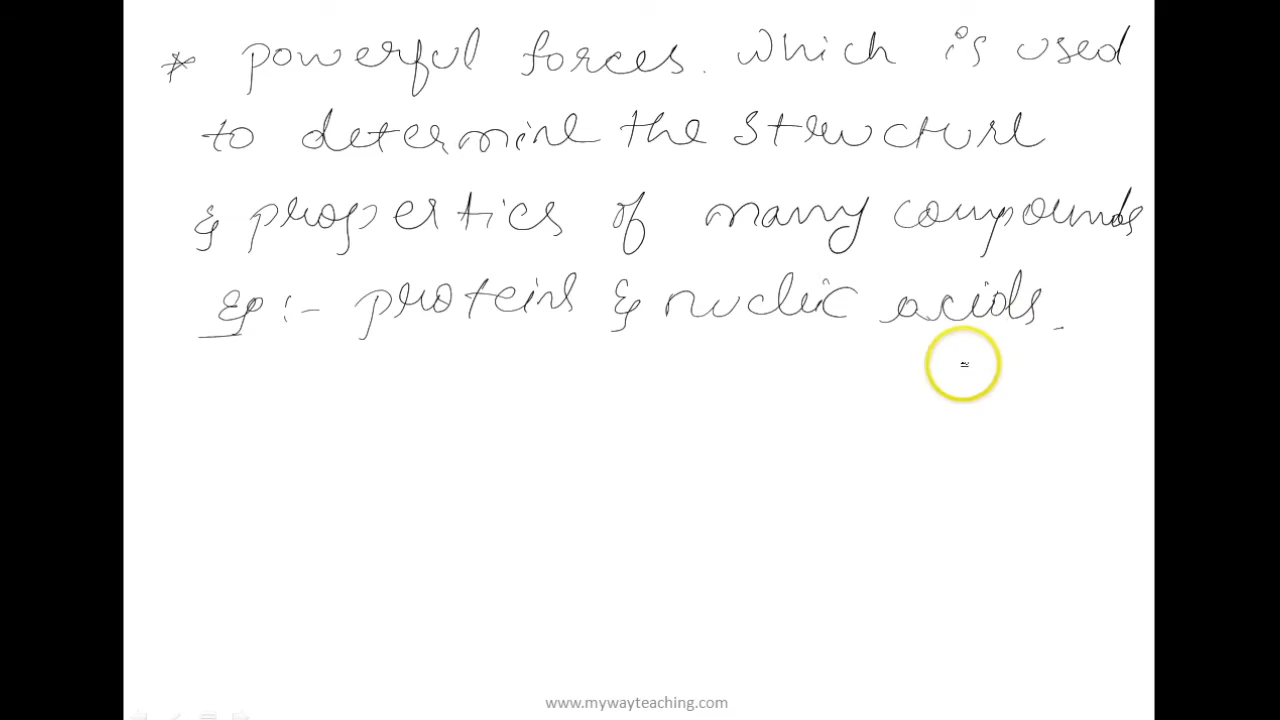 * powerful forces. which is used
to determine the structure
& properties of many compounds
Eg :- proteins & nucleic acids.
www.mywayteaching.com